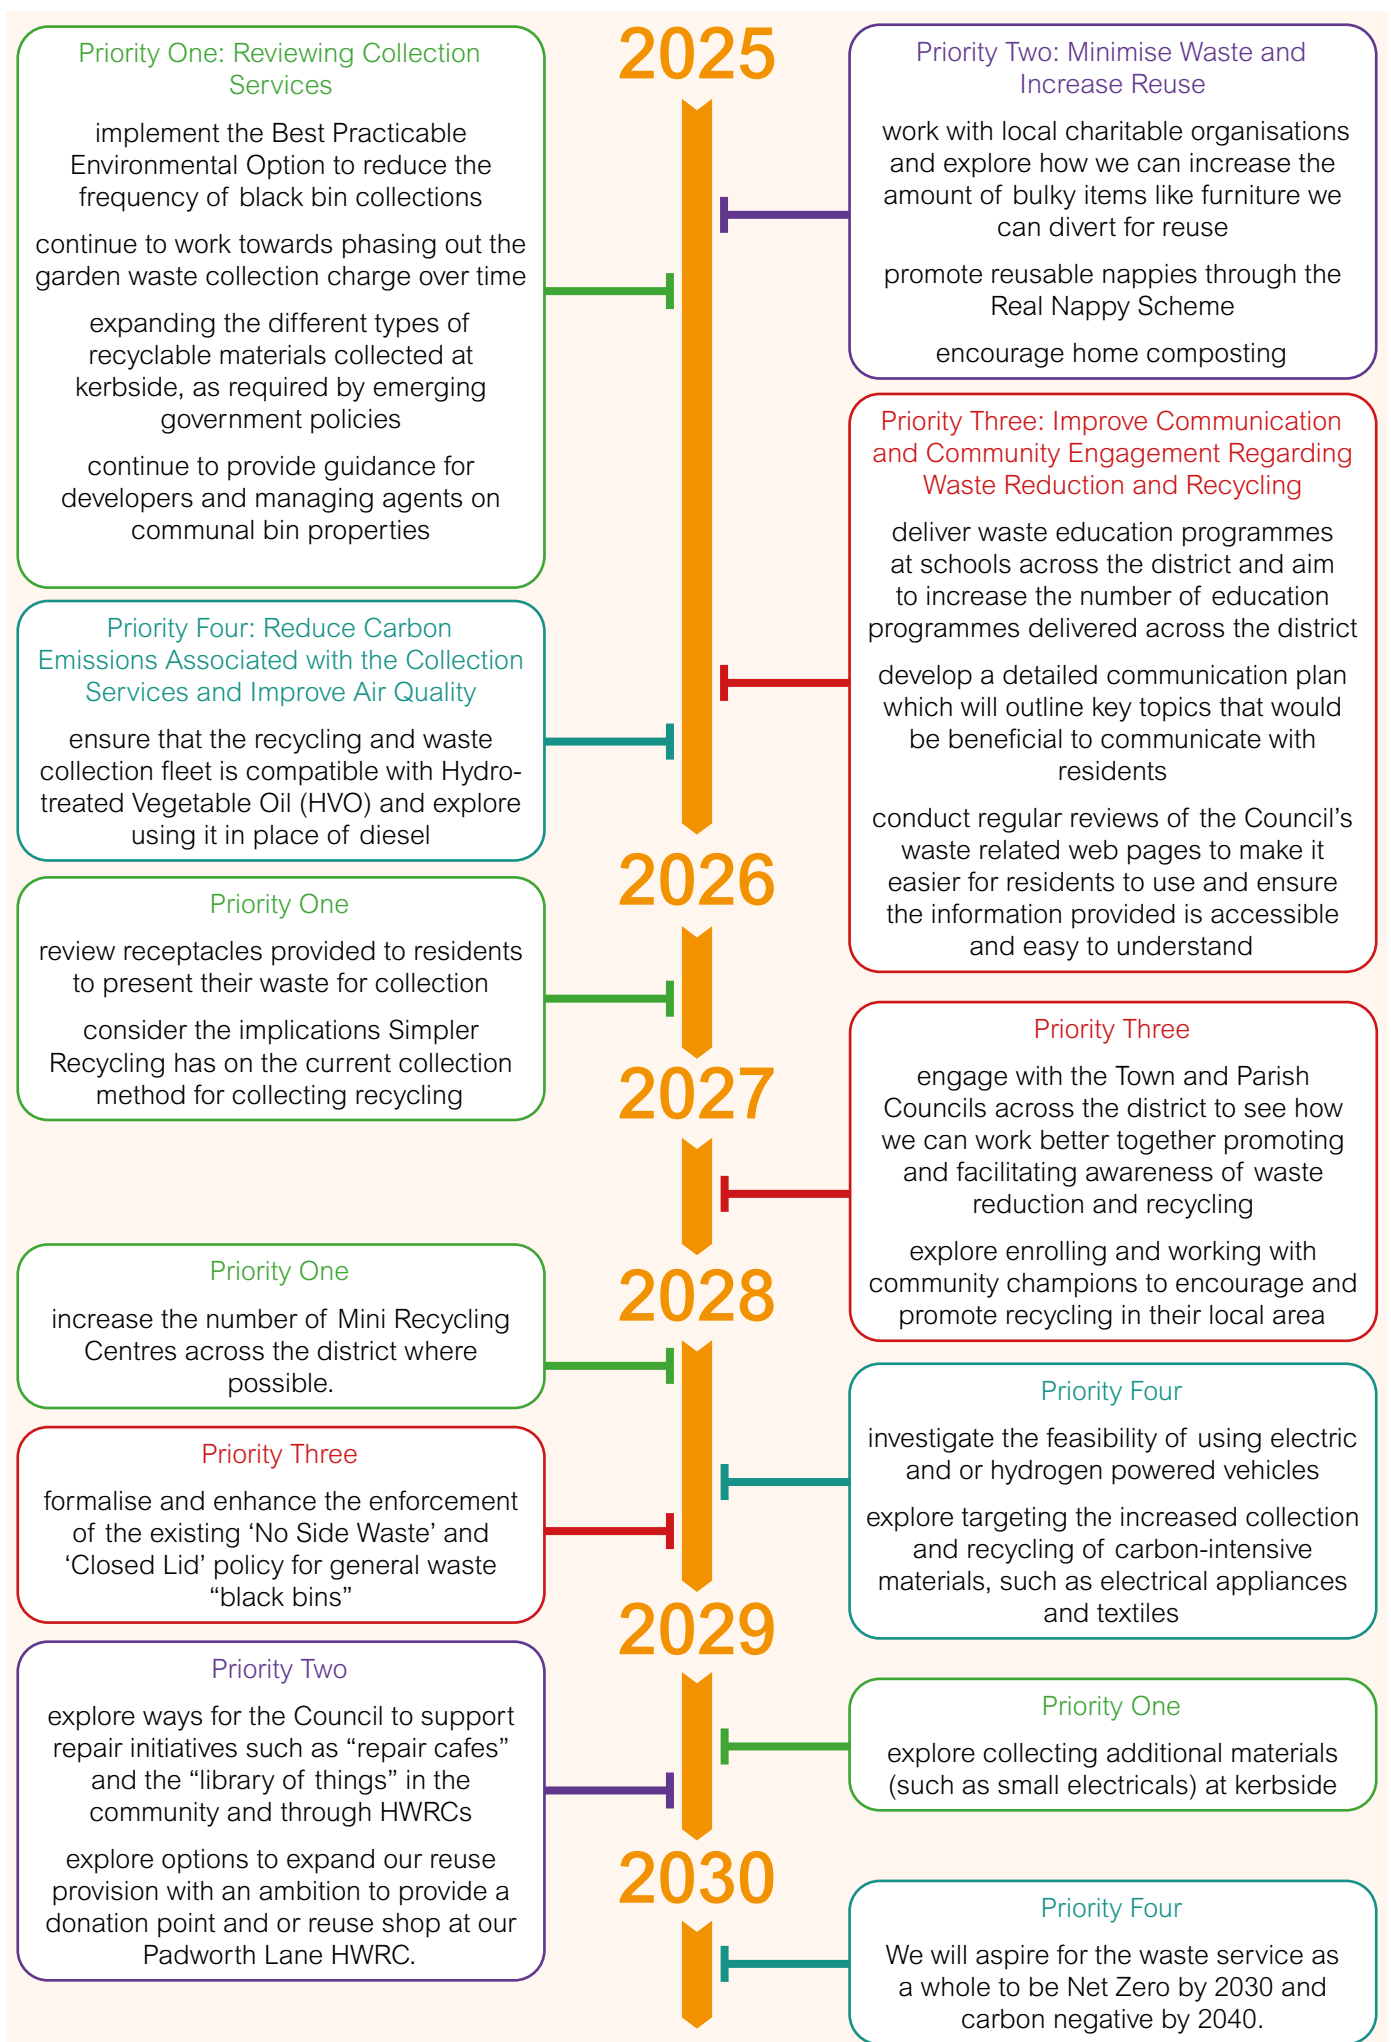 2025
Priority One: Reviewing Collection
Services
implement the Best Practicable
Environmental Option to reduce the
frequency of black bin collections
continue to work towards phasing out the
garden waste collection charge over time
expanding the different types of
recyclable materials collected at
kerbside, as required by emerging
government policies
continue to provide guidance for
developers and managing agents on
communal bin properties
Priority Two: Minimise Waste and
Increase Reuse
work with local charitable organisations
and explore how we can increase the
amount of bulky items like furniture we
can divert for reuse
promote reusable nappies through the
Real Nappy Scheme
encourage home composting
Priority Three: Improve Communication
and Community Engagement Regarding
Waste Reduction and Recycling
deliver waste education programmes
at schools across the district and aim
to increase the number of education
programmes delivered across the district
develop a detailed communication plan
which will outline key topics that would
be beneficial to communicate with
residents
conduct regular reviews of the Council’s
waste related web pages to make it
easier for residents to use and ensure
the information provided is accessible
and easy to understand
Priority Four: Reduce Carbon
Emissions Associated with the Collection
Services and Improve Air Quality
ensure that the recycling and waste
collection fleet is compatible with Hydro-
treated Vegetable Oil (HVO) and explore
using it in place of diesel
2026
Priority One
review receptacles provided to residents
to present their waste for collection
consider the implications Simpler
Recycling has on the current collection
method for collecting recycling
2027
Priority Three
engage with the Town and Parish
Councils across the district to see how
we can work better together promoting
and facilitating awareness of waste
reduction and recycling
explore enrolling and working with
community champions to encourage and
promote recycling in their local area
2028
Priority One
increase the number of Mini Recycling
Centres across the district where
possible.
Priority Four
investigate the feasibility of using electric
and or hydrogen powered vehicles
explore targeting the increased collection
and recycling of carbon-intensive
materials, such as electrical appliances
and textiles
Priority Three
formalise and enhance the enforcement
of the existing ‘No Side Waste’ and
‘Closed Lid’ policy for general waste
“black bins”
2029
Priority Two
explore ways for the Council to support
repair initiatives such as “repair cafes”
and the “library of things” in the
community and through HWRCs
explore options to expand our reuse
provision with an ambition to provide a
donation point and or reuse shop at our
Padworth Lane HWRC.
Priority One
explore collecting additional materials
(such as small electricals) at kerbside
2030
Priority Four
We will aspire for the waste service as
a whole to be Net Zero by 2030 and
carbon negative by 2040.